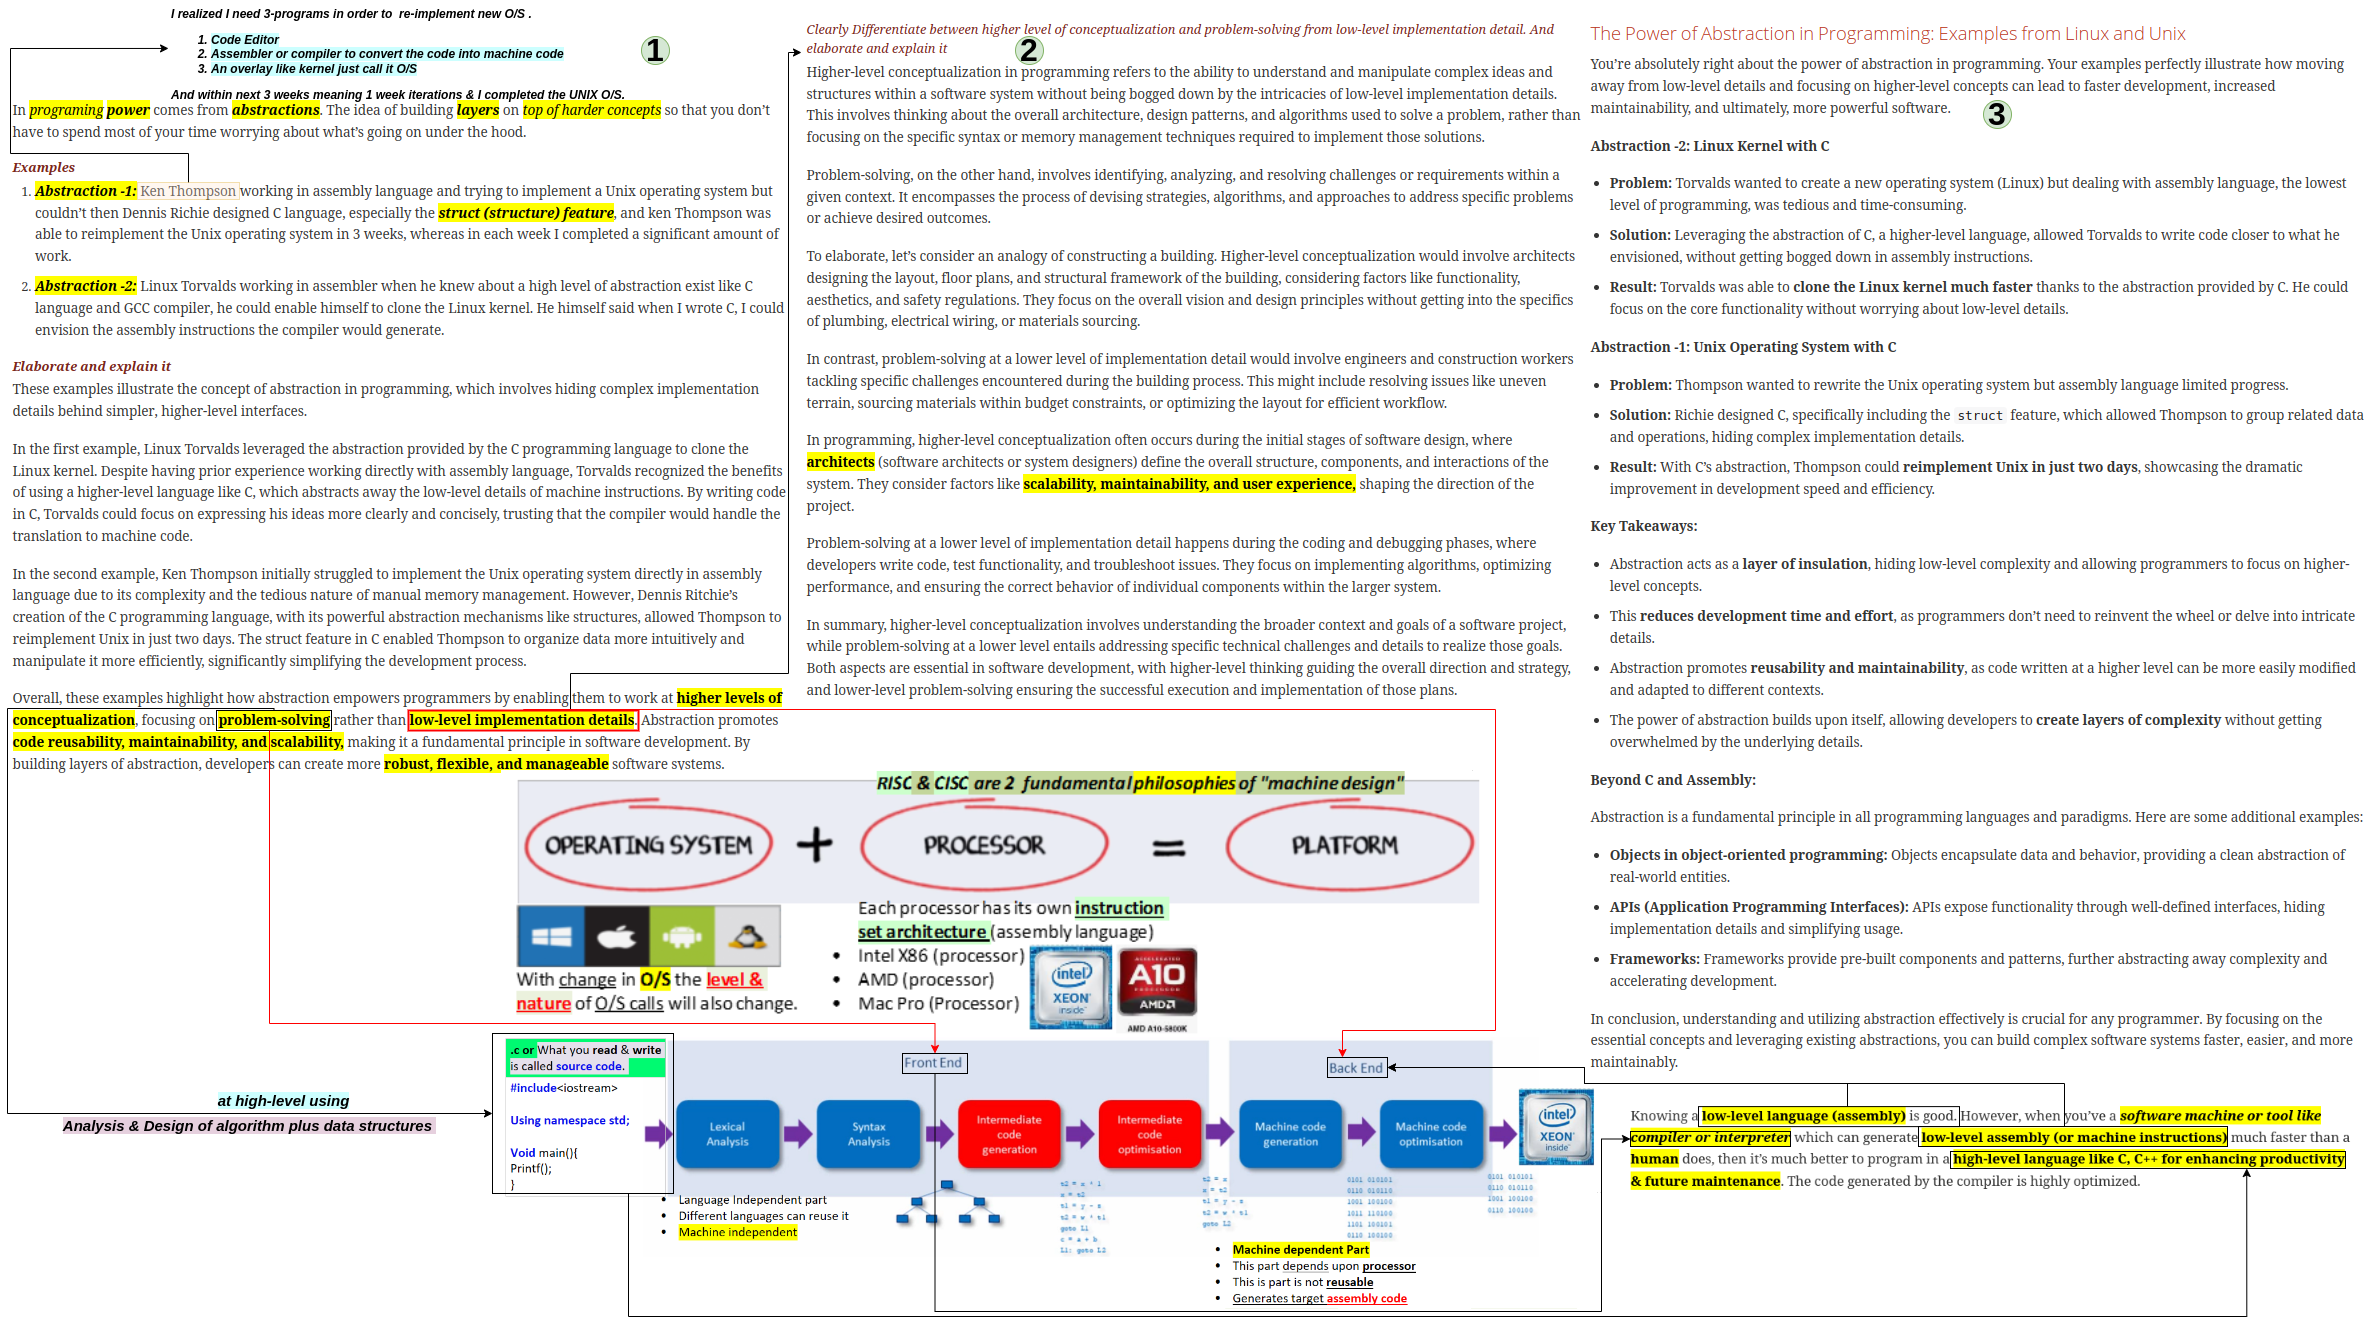 I realized I need 3-programs in order to re-implement new O/S .
1. Code Editor
2. Assembler or compiler to convert the code into machine code
3. An overlay like kernel just call it O/S
1
And within next 3 weeks meaning 1 week iterations & I completed the UNIX O/S.
In programing power comes from abstractions. The idea of building layers on top of harder concepts so that you don’t
have to spend most of your time worrying about what’s going on under the hood.
Examples
1. Abstraction -1: Ken Thompson working in assembly language and trying to implement a Unix operating system but
couldn’t then Dennis Richie designed C language, especially the struct (structure) feature, and ken Thompson was
able to reimplement the Unix operating system in 3 weeks, whereas in each week I completed a significant amount of
work.
2. Abstraction -2: Linux Torvalds working in assembler when he knew about a high level of abstraction exist like C
language and GCC compiler, he could enable himself to clone the Linux kernel. He himself said when I wrote C, I could
envision the assembly instructions the compiler would generate.
Elaborate and explain it
These examples illustrate the concept of abstraction in programming, which involves hiding complex implementation
details behind simpler, higher-level interfaces.
In the first example, Linux Torvalds leveraged the abstraction provided by the C programming language to clone the
Linux kernel. Despite having prior experience working directly with assembly language, Torvalds recognized the benefits
of using a higher-level language like C, which abstracts away the low-level details of machine instructions. By writing code
in C, Torvalds could focus on expressing his ideas more clearly and concisely, trusting that the compiler would handle the
translation to machine code.
In the second example, Ken Thompson initially struggled to implement the Unix operating system directly in assembly
language due to its complexity and the tedious nature of manual memory management. However, Dennis Ritchie’s
creation of the C programming language, with its powerful abstraction mechanisms like structures, allowed Thompson to
reimplement Unix in just two days. The struct feature in C enabled Thompson to organize data more intuitively and
manipulate it more efficiently, significantly simplifying the development process.
Overall, these examples highlight how abstraction empowers programmers by enabling them to work at higher levels of
conceptualization, focusing on problem-solving rather than low-level implementation details. Abstraction promotes
code reusability, maintainability, and scalability, making it a fundamental principle in software development. By
building layers of abstraction, developers can create more robust, flexible, and manageable software systems.
Clearly Differentiate between higher level of conceptualization and problem-solving from low-level implementation detail. And
elaborate and explain it
2
Higher-level conceptualization in programming refers to the ability to understand and manipulate complex ideas and
structures within a software system without being bogged down by the intricacies of low-level implementation details.
This involves thinking about the overall architecture, design patterns, and algorithms used to solve a problem, rather than
focusing on the specific syntax or memory management techniques required to implement those solutions.
Problem-solving, on the other hand, involves identifying, analyzing, and resolving challenges or requirements within a
given context. It encompasses the process of devising strategies, algorithms, and approaches to address specific problems
or achieve desired outcomes.
To elaborate, let’s consider an analogy of constructing a building. Higher-level conceptualization would involve architects
designing the layout, floor plans, and structural framework of the building, considering factors like functionality,
aesthetics, and safety regulations. They focus on the overall vision and design principles without getting into the specifics
of plumbing, electrical wiring, or materials sourcing.
In contrast, problem-solving at a lower level of implementation detail would involve engineers and construction workers
tackling specific challenges encountered during the building process. This might include resolving issues like uneven
terrain, sourcing materials within budget constraints, or optimizing the layout for efficient workflow.
In programming, higher-level conceptualization often occurs during the initial stages of software design, where
architects (software architects or system designers) define the overall structure, components, and interactions of the
system. They consider factors like scalability, maintainability, and user experience, shaping the direction of the
project.
Problem-solving at a lower level of implementation detail happens during the coding and debugging phases, where
developers write code, test functionality, and troubleshoot issues. They focus on implementing algorithms, optimizing
performance, and ensuring the correct behavior of individual components within the larger system.
In summary, higher-level conceptualization involves understanding the broader context and goals of a software project,
while problem-solving at a lower level entails addressing specific technical challenges and details to realize those goals.
Both aspects are essential in software development, with higher-level thinking guiding the overall direction and strategy,
and lower-level problem-solving ensuring the successful execution and implementation of those plans.
The Power of Abstraction in Programming: Examples from Linux and Unix
You’re absolutely right about the power of abstraction in programming. Your examples perfectly illustrate how moving
away from low-level details and focusing on higher-level concepts can lead to faster development, increased
maintainability, and ultimately, more powerful software.
3
Abstraction -2: Linux Kernel with C
• Problem: Torvalds wanted to create a new operating system (Linux) but dealing with assembly language, the lowest
level of programming, was tedious and time-consuming.
• Solution: Leveraging the abstraction of C, a higher-level language, allowed Torvalds to write code closer to what he
envisioned, without getting bogged down in assembly instructions.
• Result: Torvalds was able to clone the Linux kernel much faster thanks to the abstraction provided by C. He could
focus on the core functionality without worrying about low-level details.
Abstraction -1: Unix Operating System with C
• Problem: Thompson wanted to rewrite the Unix operating system but assembly language limited progress.
• Solution: Richie designed C, specifically including the struct feature, which allowed Thompson to group related data
and operations, hiding complex implementation details.
• Result: With C’s abstraction, Thompson could reimplement Unix in just two days, showcasing the dramatic
improvement in development speed and efficiency.
Key Takeaways:
• Abstraction acts as a layer of insulation, hiding low-level complexity and allowing programmers to focus on higher-
level concepts.
• This reduces development time and effort, as programmers don’t need to reinvent the wheel or delve into intricate
details.
• Abstraction promotes reusability and maintainability, as code written at a higher level can be more easily modified
and adapted to different contexts.
• The power of abstraction builds upon itself, allowing developers to create layers of complexity without getting
overwhelmed by the underlying details.
Beyond C and Assembly:
Abstraction is a fundamental principle in all programming languages and paradigms. Here are some additional examples:
• Objects in object-oriented programming: Objects encapsulate data and behavior, providing a clean abstraction of
real-world entities.
• APIs (Application Programming Interfaces): APIs expose functionality through well-defined interfaces, hiding
implementation details and simplifying usage.
• Frameworks: Frameworks provide pre-built components and patterns, further abstracting away complexity and
accelerating development.
In conclusion, understanding and utilizing abstraction effectively is crucial for any programmer. By focusing on the
essential concepts and leveraging existing abstractions, you can build complex software systems faster, easier, and more
maintainably.
RISC & CISC are 2 fundamental philosophies of "machine design"
OPERATING SYSTEM + PROCESSOR = PLATFORM
With change in O/S the level &
nature of O/S calls will also change.
Each processor has its own instruction
set architecture (assembly language)
• Intel X86 (processor)
• AMD (processor)
• Mac Pro (Processor)
intel
XEON
inside
ACCELERATED
A10
PROCESSORS
AMD
AMD A10-5800K
at high-level using
Analysis & Design of algorithm plus data structures
.c or What you read & write
is called source code.
#include<iostream>
Using namespace std;
Void main(){
Printf();
}
Front End
Back End
Lexical
Analysis
Syntax
Analysis
Intermediate
code
generation
Intermediate
code
optimisation
Machine code
generation
Machine code
optimisation
intel
XEON
inside
• Language Independent part
• Different languages can reuse it
• Machine independent
goto L1
c = a + b
L1: goto L2
goto L2
0101 010101
0110 010110
1001 100100
1011 110100
1101 100101
0110 100100
0101 010101
0110 010110
1001 100100
0110 100100
• Machine dependent Part
• This part depends upon processor
• This is part is not reusable
• Generates target assembly code
Knowing a low-level language (assembly) is good. However, when you’ve a software machine or tool like
compiler or interpreter which can generate low-level assembly (or machine instructions) much faster than a
human does, then it’s much better to program in a high-level language like C, C++ for enhancing productivity
& future maintenance. The code generated by the compiler is highly optimized.